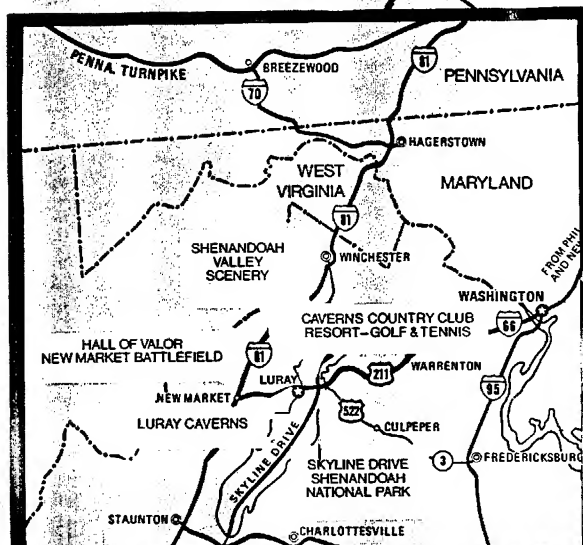 PENNA. TURNPIKE
BREEZEWOOD
70
81
PENNSYLVANIA
HAGERSTOWN
WEST
VIRGINIA
MARYLAND
81
SHENANDOAH
VALLEY
SCENERY
WINCHESTER
FROM PHIL
AND NE
WASHINGTON
CAVERNS COUNTRY CLUB
RESORT-GOLF & TENNIS
66
HALL OF VALOR
NEW MARKET BATTLEFIELD
81
LURAY
211
WARRENTON
95
NEW MARKET
LURAY CAVERNS
522
CULPEPER
SKYLINE DRIVE
SKYLINE DRIVE
SHENANDOAH
NATIONAL PARK
3
FREDERICKSBURG
STAUNTON
CHARLOTTESVILLE